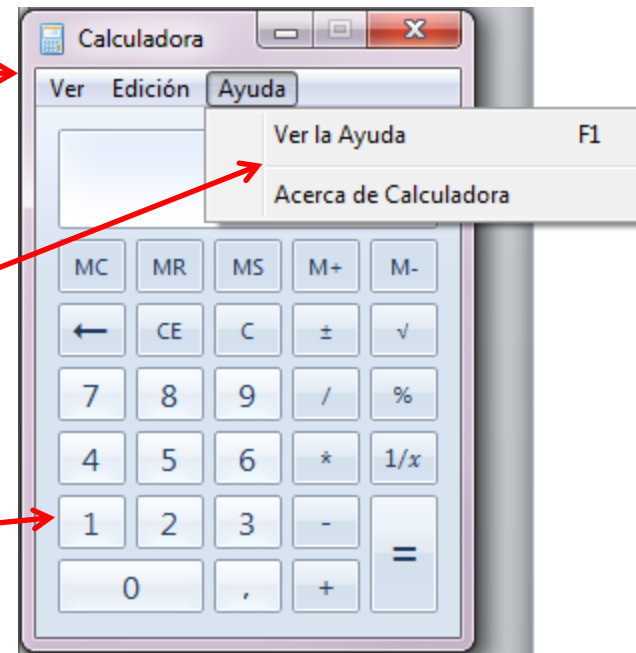 Calculadora
Ver Edición Ayuda
Ver la Ayuda F1
Acerca de Calculadora
MC MR MS M+ M-
← CE C ± √
7 8 9 / %
4 5 6 * 1/x
1 2 3 - =
0 , +